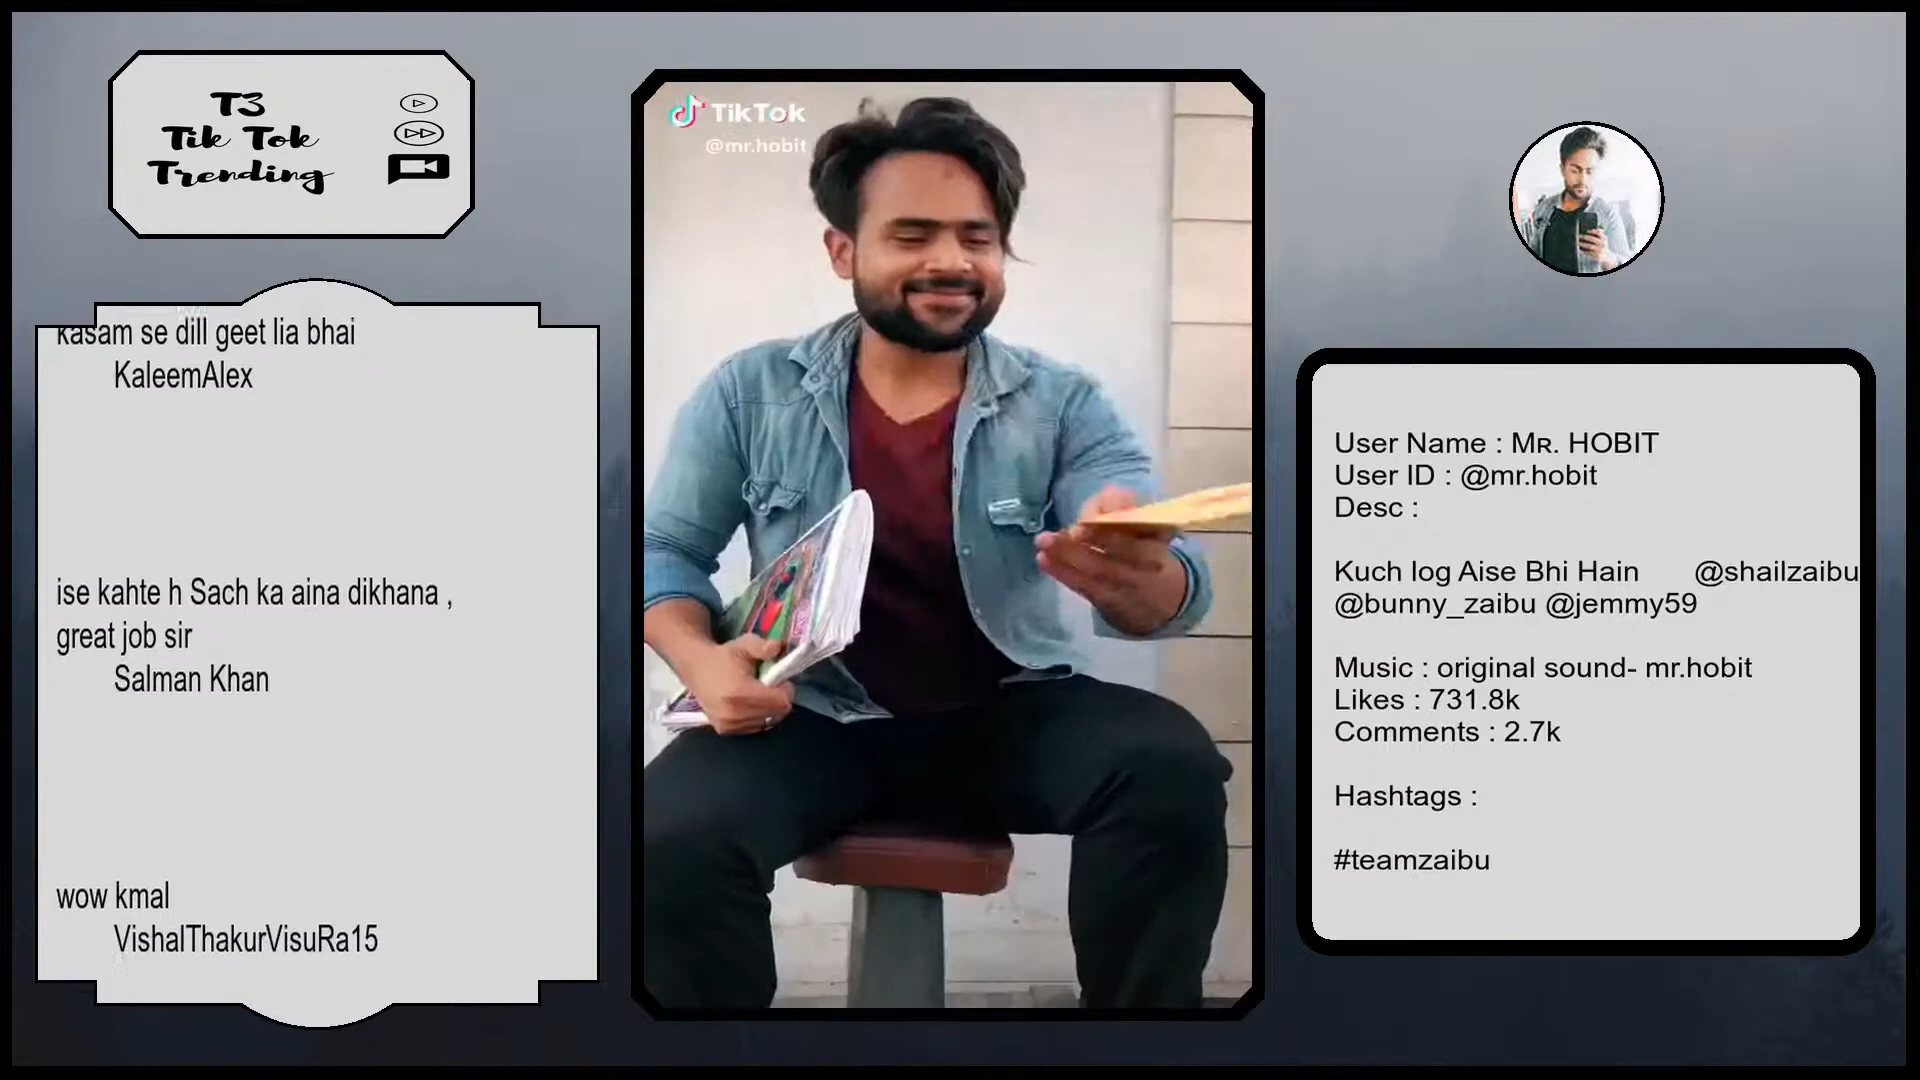 T3
Tik Tok
Trending
kasam se dill geet lia bhai
KaleemAlex
ise kahte h Sach ka aina dikhana ,
great job sir
Salman Khan
wow kmal
VishalThakurVisuRa15
TikTok
@mr.hobit
User Name : Mʀ. HOBIT
User ID : @mr.hobit
Desc :
Kuch log Aise Bhi Hain @shailzaibu
@bunny_zaibu @jemmy59
Music : original sound- mr.hobit
Likes : 731.8k
Comments : 2.7k
Hashtags :
#teamzaibu